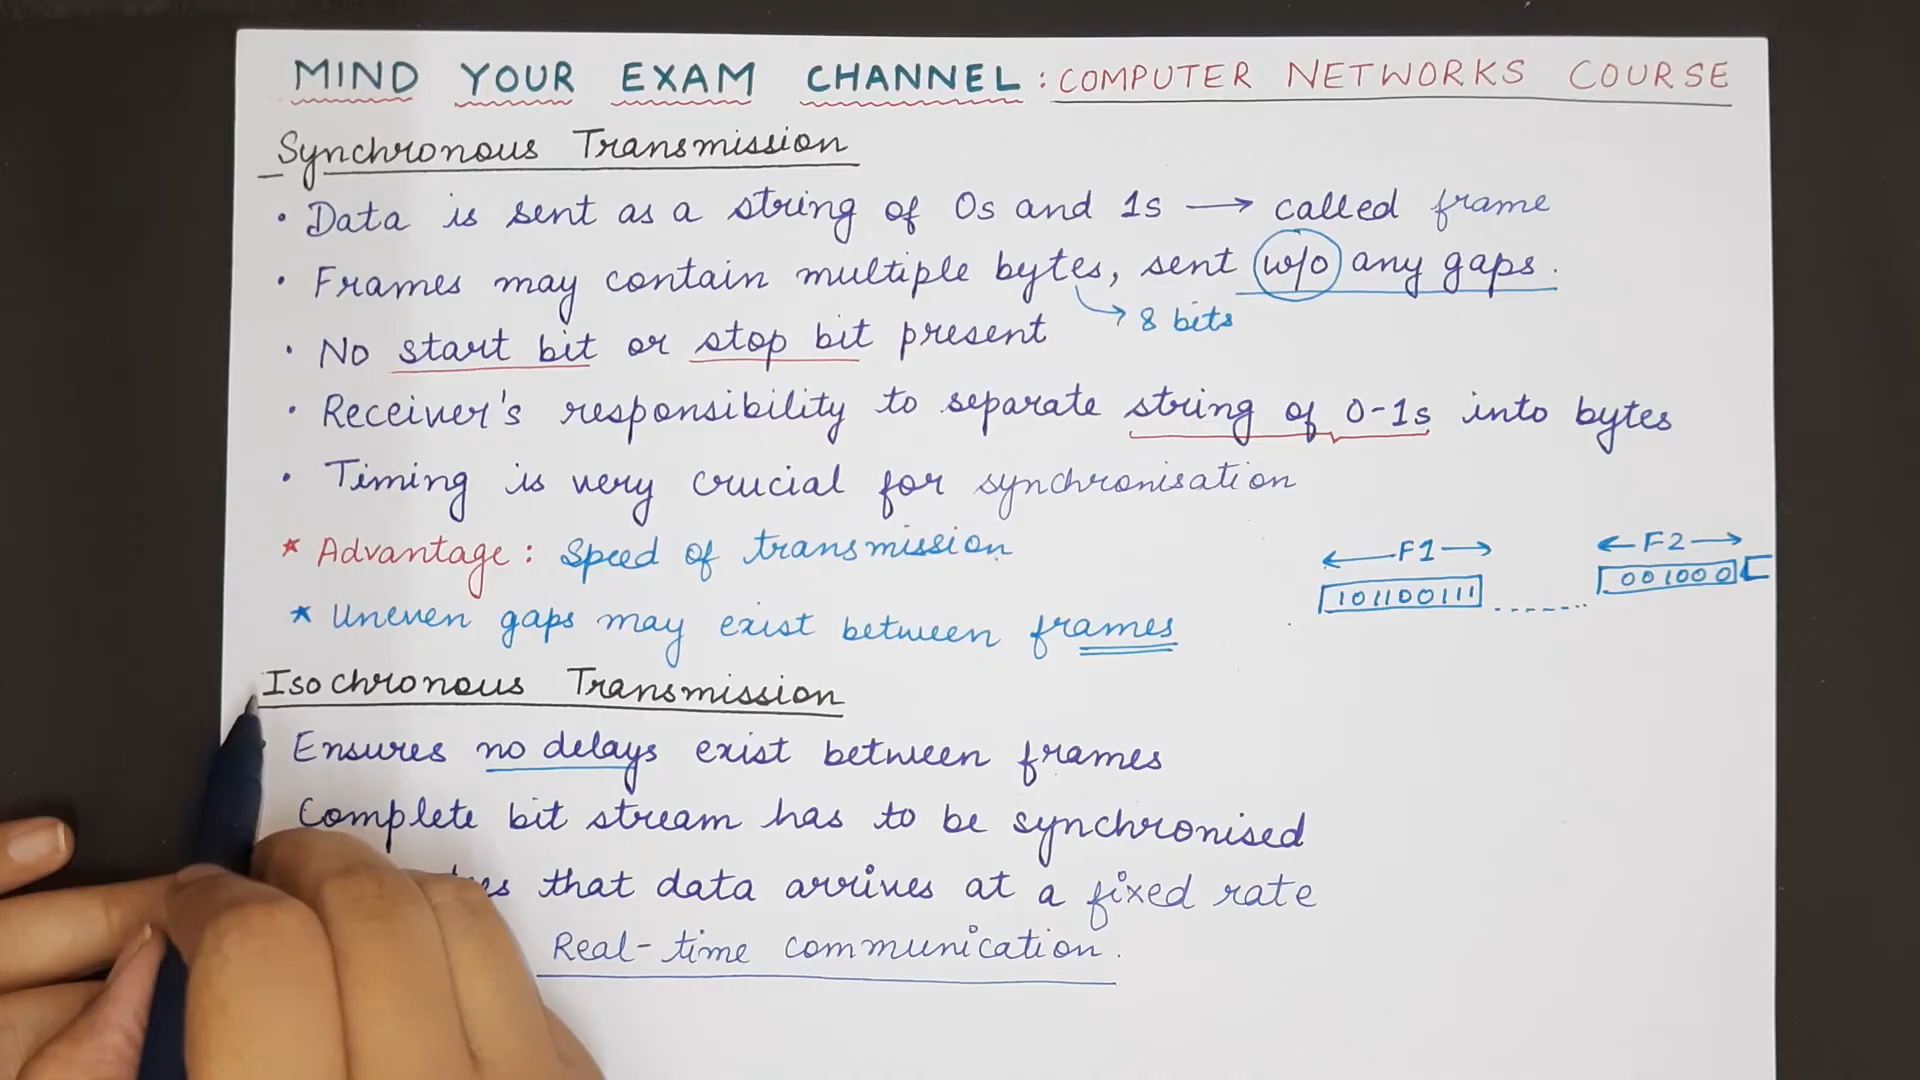 MIND YOUR EXAM CHANNEL : COMPUTER NETWORKS COURSE
Synchronous Transmission
• Data is sent as a string of 0s and 1s → called frame
• Frames may contain multiple bytes, sent w/o any gaps.
→ 8 bits
• No start bit or stop bit present
• Receiver's responsibility to separate string of 0-1s into bytes
• Timing is very crucial for synchronisation
* Advantage: Speed of transmission
← F1 →
← F2 →
101100111 ------
001000
* Uneven gaps may exist between frames
Isochronous Transmission
Ensures no delays exist between frames
Complete bit stream has to be synchronised
that data arrives at a fixed rate
Real-time communication.